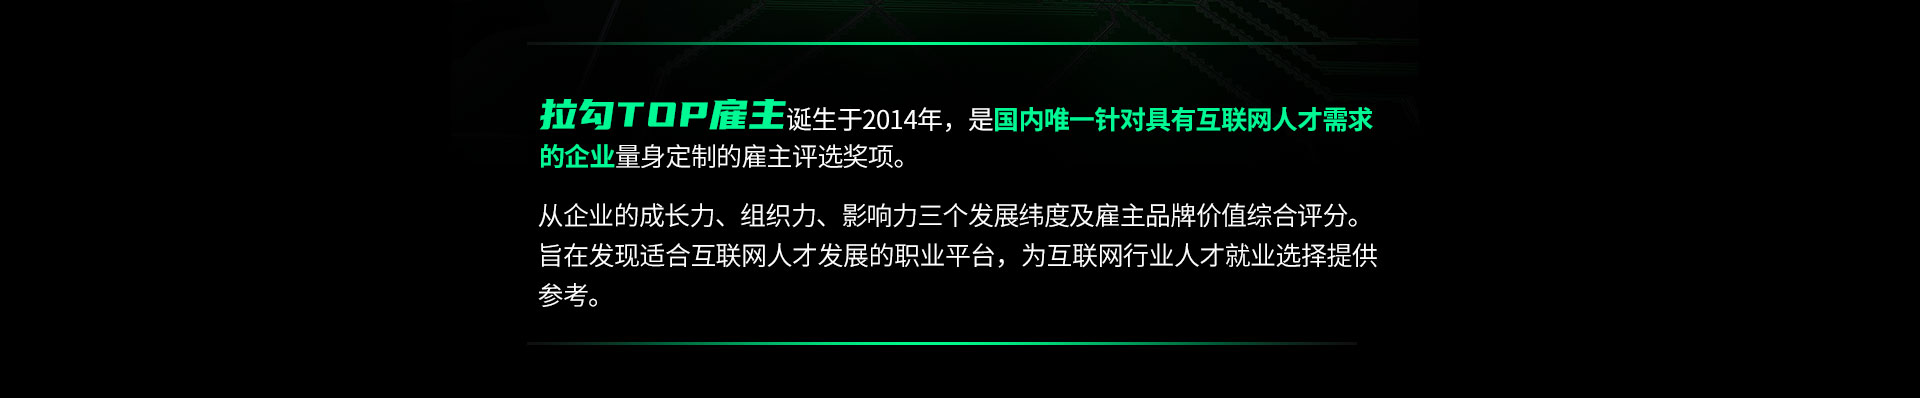 拉勾TOP雇主诞生于2014年，是国内唯一针对具有互联网人才需求
的企业量身定制的雇主评选奖项。
从企业的成长力、组织力、影响力三个发展纬度及雇主品牌价值综合评分。
旨在发现适合互联网人才发展的职业平台，为互联网行业人才就业选择提供
参考。